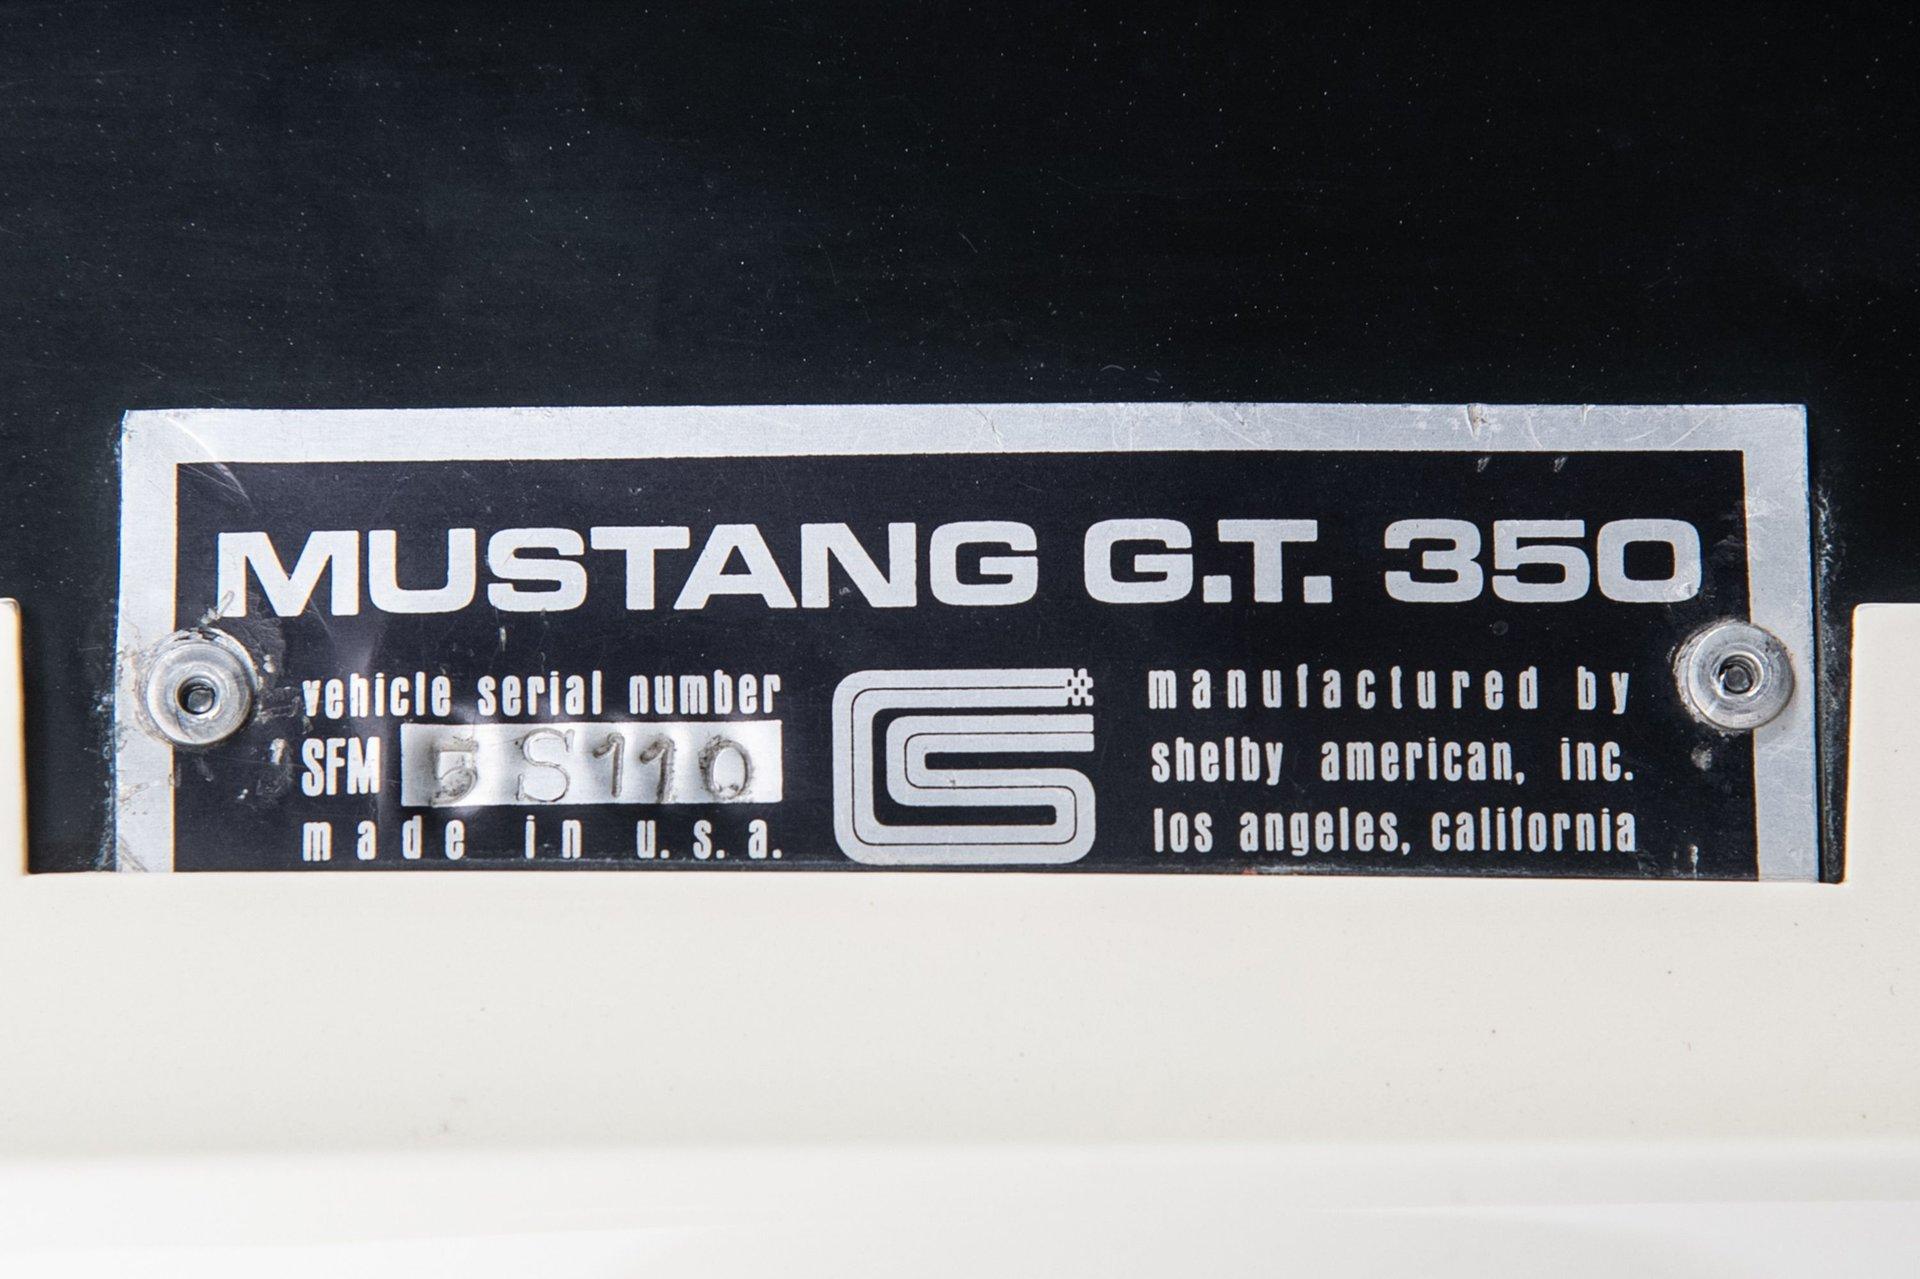 MUSTANG G.T. 350
vehicle serial number
SFM 5S110
made in u.s.a.
manufactured by
shelby american, inc.
los angeles, california